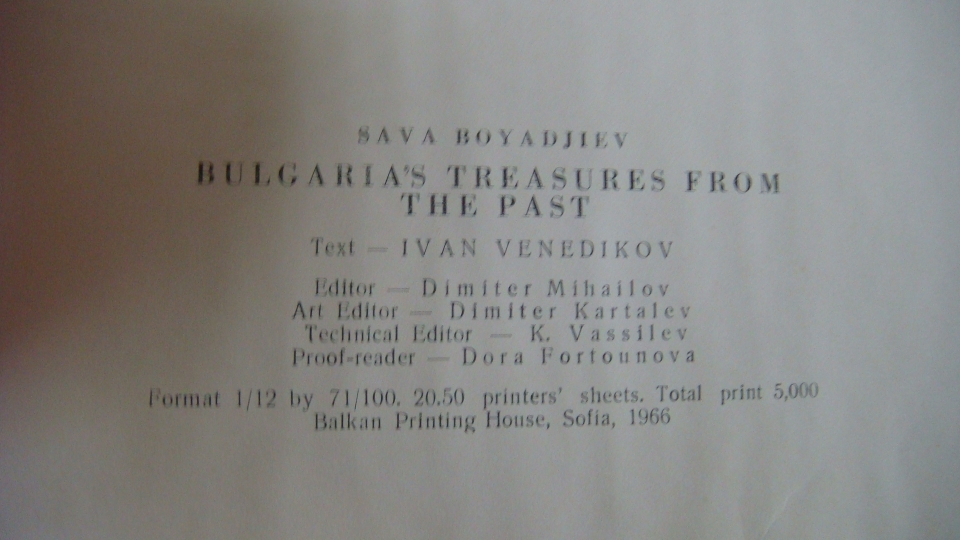 SAVA BOYADJIEV
BULGARIA'S TREASURES FROM
THE PAST
Text — IVAN VENEDIKOV
Editor — Dimiter Mihailov
Art Editor — Dimiter Kartalev
Technical Editor — K. Vassilev
Proof-reader — Dora Fortounova
Format 1/12 by 71/100. 20.50 printers' sheets. Total print 5,000
Balkan Printing House, Sofia, 1966